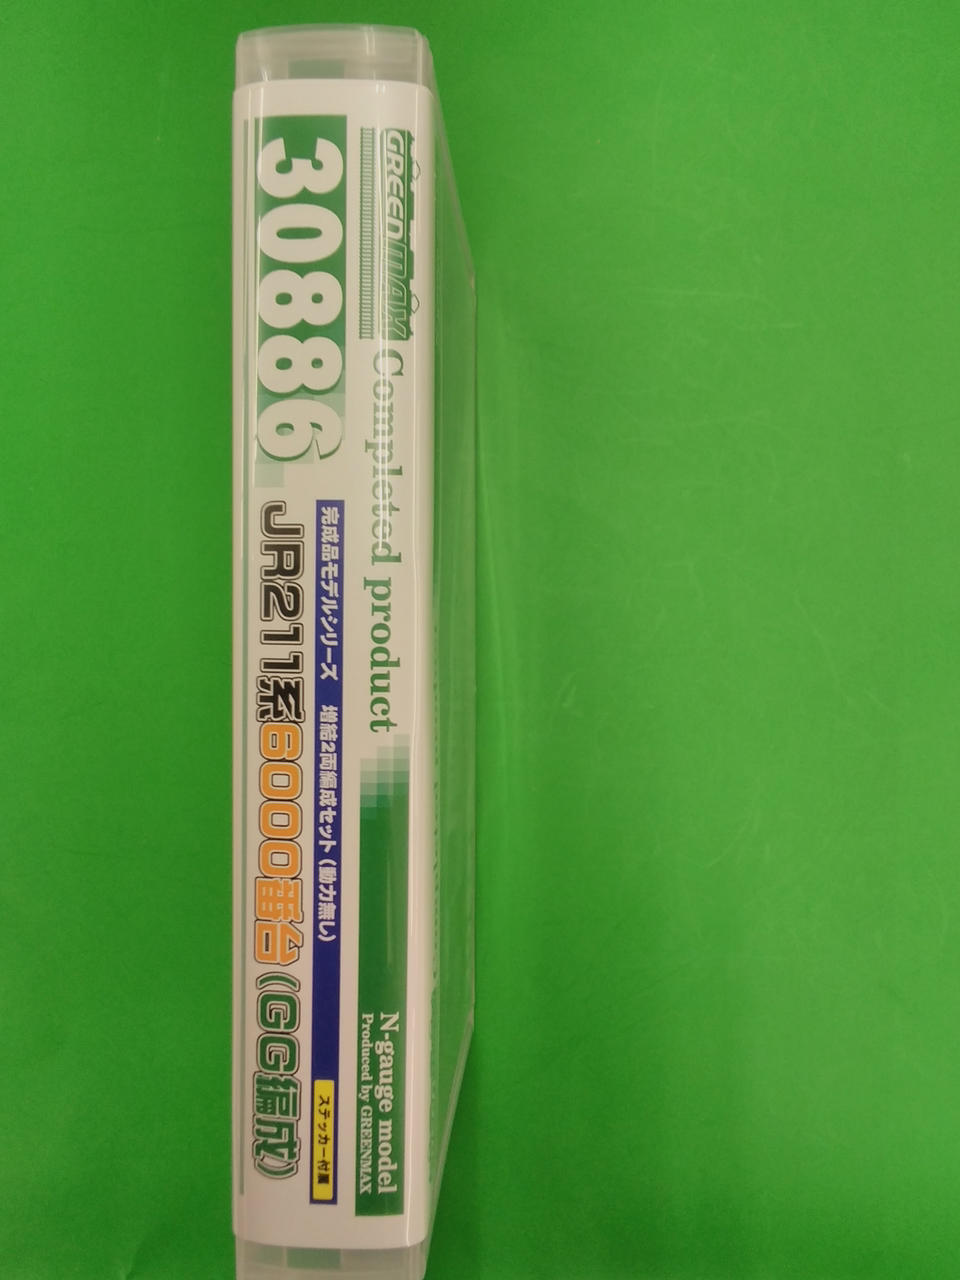 GREENMAX Completed product
N-gauge model
Produced by GREENMAX
30886
完成品モデルシリーズ 増結2両編成セット(動力無し)
ステッカー付属
JR211系6000番台(GG編成)